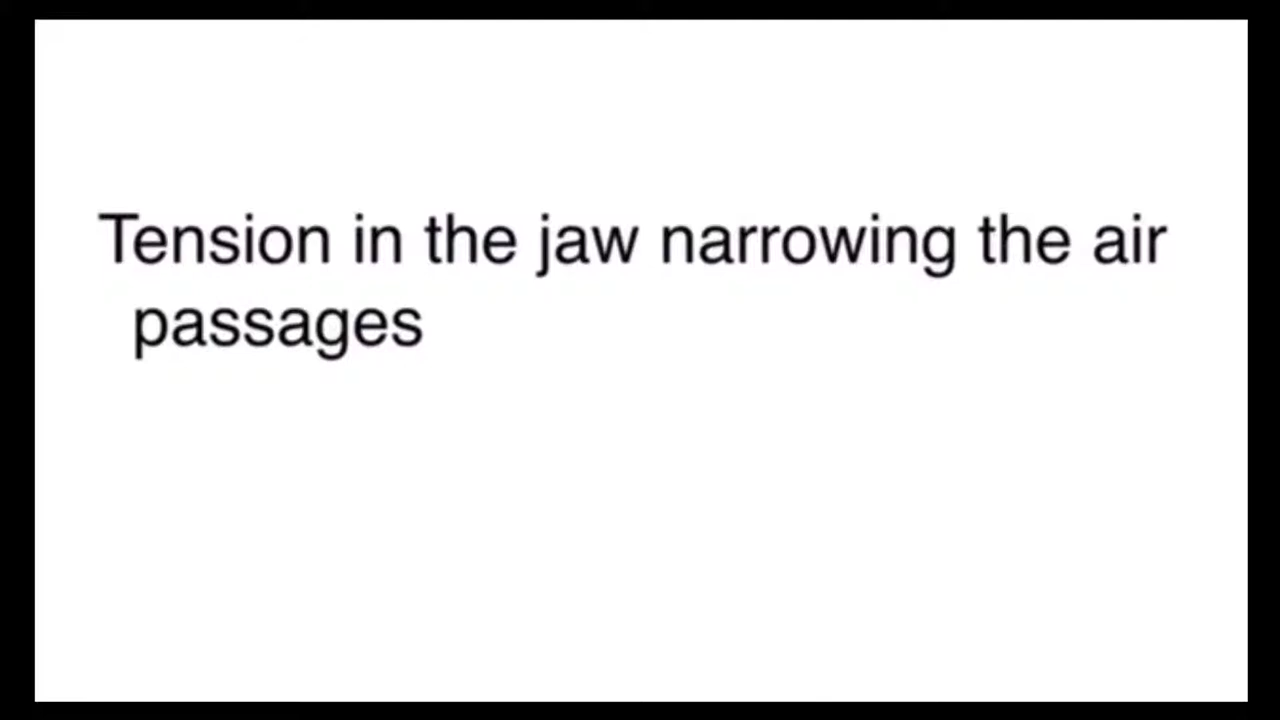 Tension in the jaw narrowing the air
passages